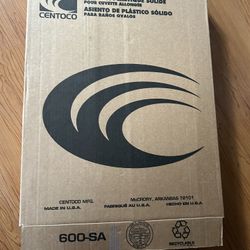 CENTOCO
POUR CUVETTE ALLONGÉE
ASIENTO DE PLÁSTICO SÓLIDO
PARA BAÑOS OVALOS
CENTOCO MFG.
McCRORY, ARKANSAS 72101
MADE IN U.S.A.
FABRIQUÉ AU U.S.A.
HECHO EN U.S.A.
600-SA
RECYCLABLE